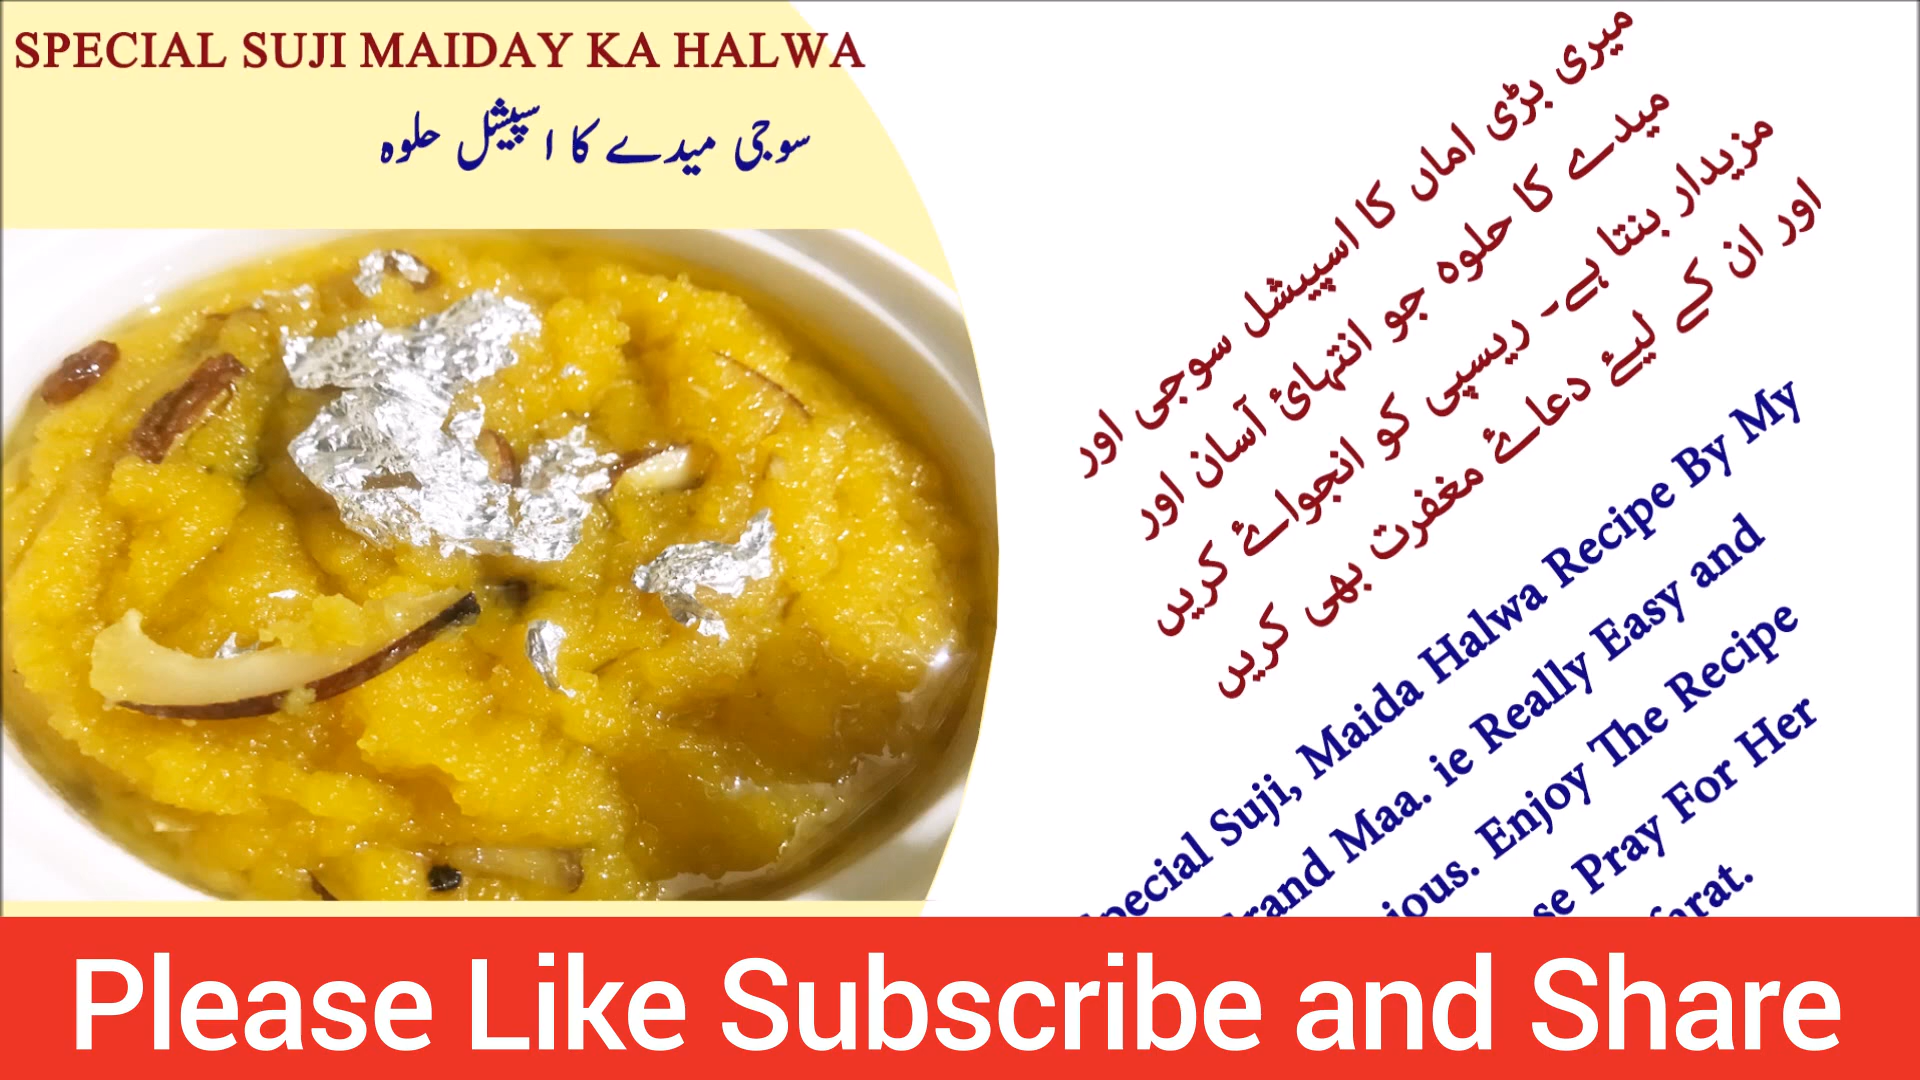 SPECIAL SUJI MAIDAY KA HALWA
سوجی میدے کا اسپیشل حلوہ
میری بڑی اماں کا اسپیشل سوجی اور
میدے کا حلوہ جو انتہائ آسان اور
مزیدار بنتا ہے۔ ریسپی کو انجوائے کریں
اور ان کے لیئے دعائے مغفرت بھی کریں
Special Suji, Maida Halwa Recipe By My
Grand Maa. ie Really Easy and
Enjoy The Recipe
Pray For Her
Please Like Subscribe and Share